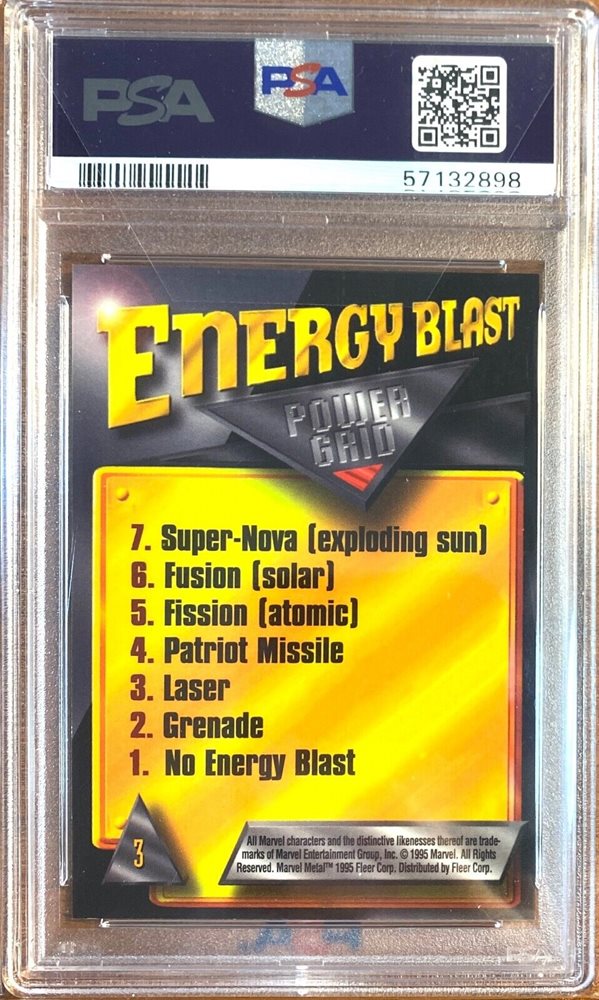 PSA PSA
57132898
ENERGY BLAST
POWER
GRID
7. Super-Nova (exploding sun)
6. Fusion (solar)
5. Fission (atomic)
4. Patriot Missile
3. Laser
2. Grenade
1. No Energy Blast
3
All Marvel characters and the distinctive likenesses thereof are trade-
marks of Marvel Entertainment Group, Inc. © 1995 Marvel. All Rights
Reserved. Marvel Metal™ 1995 Fleer Corp. Distributed by Fleer Corp.